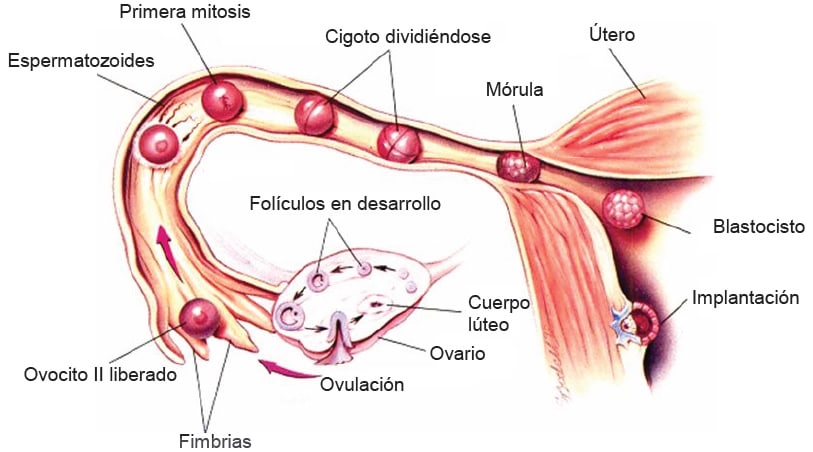 Primera mitosis
Cigoto dividiéndose
Útero
Espermatozoides
Mórula
Folículos en desarrollo
Blastocisto
Implantación
Cuerpo
lúteo
Ovario
Ovocito II liberado
Ovulación
Fimbrias